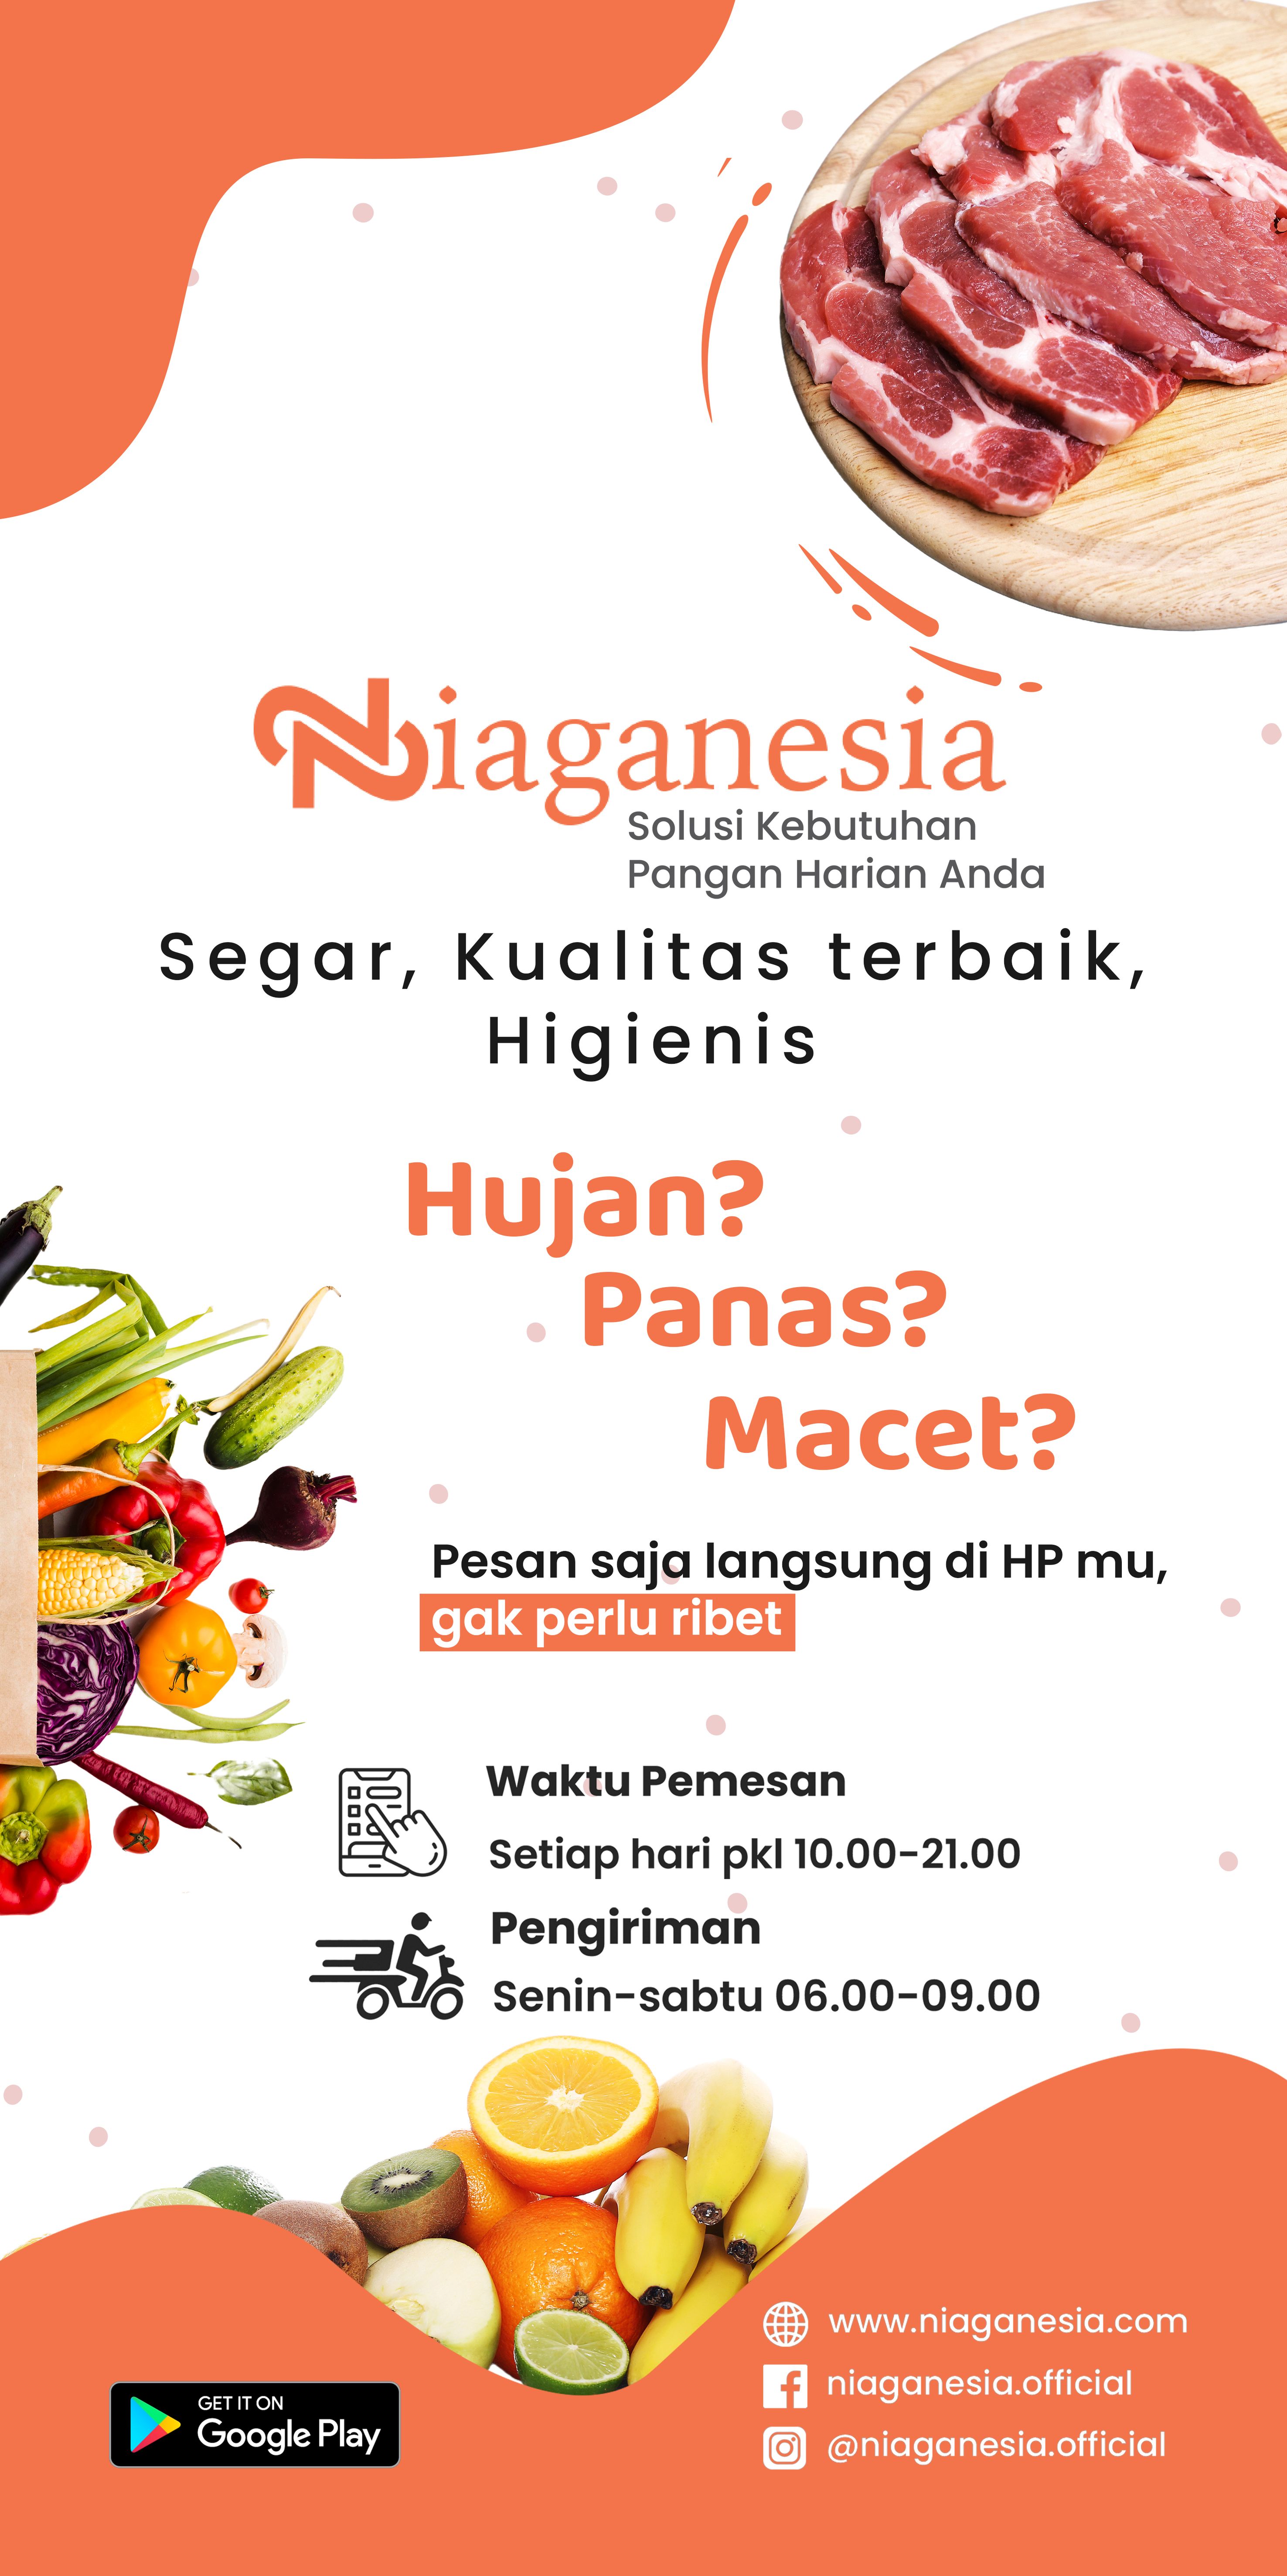 Niaganesia
Solusi Kebutuhan
Pangan Harian Anda
Segar, Kualitas terbaik,
Higienis
Hujan?
Panas?
Macet?
Pesan saja langsung di HP mu,
gak perlu ribet
Waktu Pemesan
Setiap hari pkl 10.00-21.00
Pengiriman
Senin-sabtu 06.00-09.00
www.niaganesia.com
niaganesia.official
@niaganesia.official
GET IT ON
Google Play